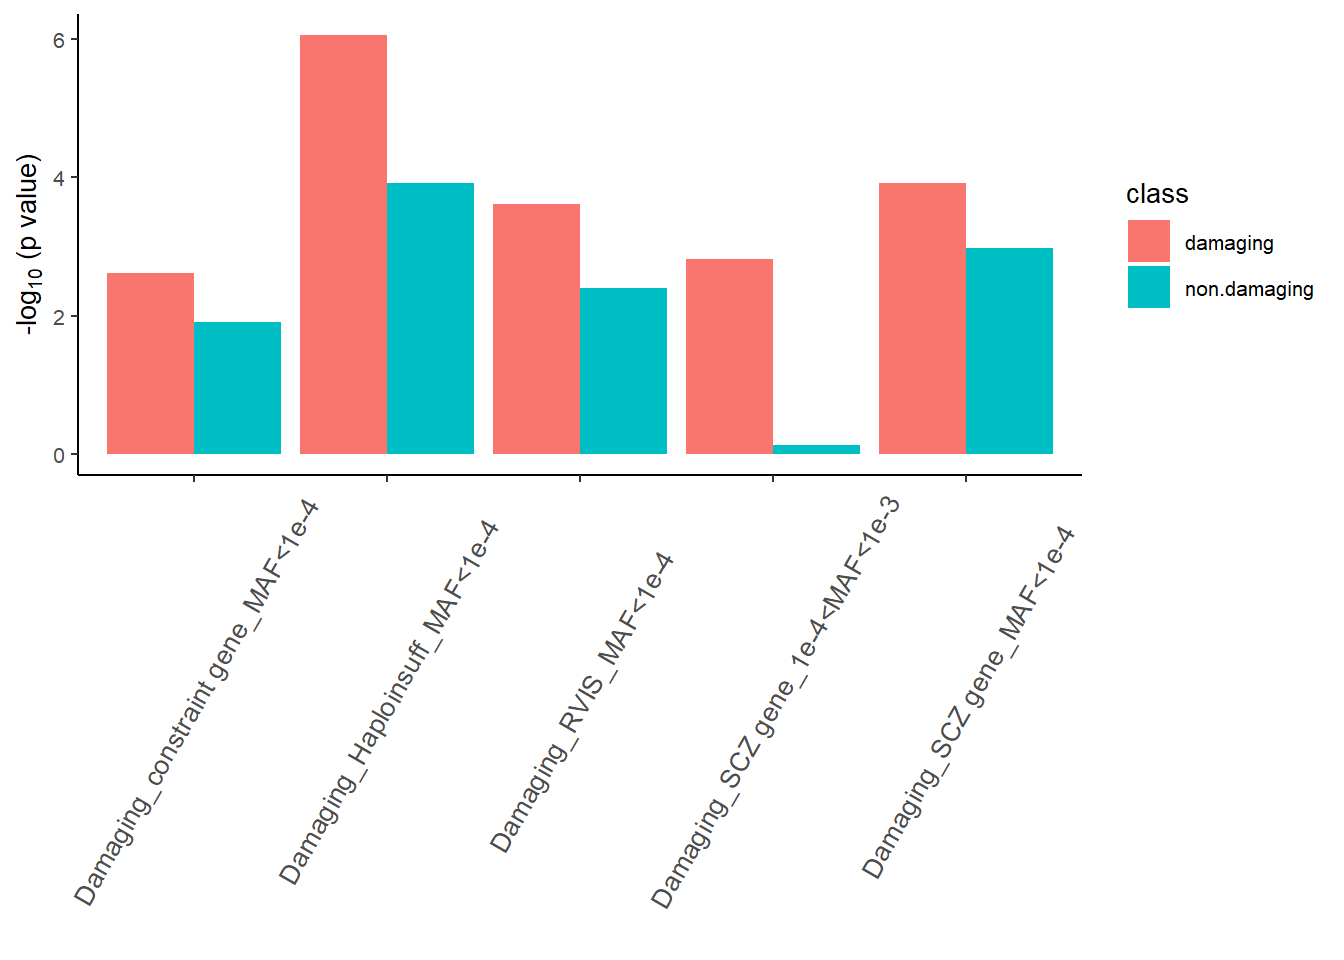 -log10 (p value)
6
4
2
0
Damaging_constraint gene_MAF<1e-4
Damaging_Haploinsuff_MAF<1e-4
Damaging_RVIS_MAF<1e-4
Damaging_SCZ gene_1e-4<MAF<1e-3
Damaging_SCZ gene_MAF<1e-4
class
damaging
non.damaging